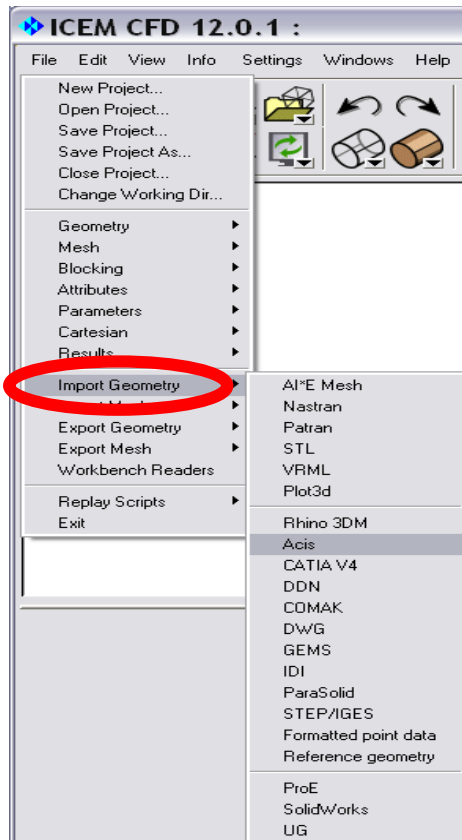 ICEM CFD 12.0.1 :
File Edit View Info Settings Windows Help
New Project...
Open Project...
Save Project...
Save Project As...
Close Project...
Change Working Dir...
Geometry
Mesh
Blocking
Attributes
Parameters
Cartesian
Results
Import Geometry
Export Geometry
Export Mesh
Workbench Readers
Replay Scripts
Exit
AI*E Mesh
Nastran
Patran
STL
VRML
Plot3d
Rhino 3DM
Acis
CATIA V4
DDN
COMAK
DWG
GEMS
IDI
ParaSolid
STEP/IGES
Formatted point data
Reference geometry
ProE
SolidWorks
UG